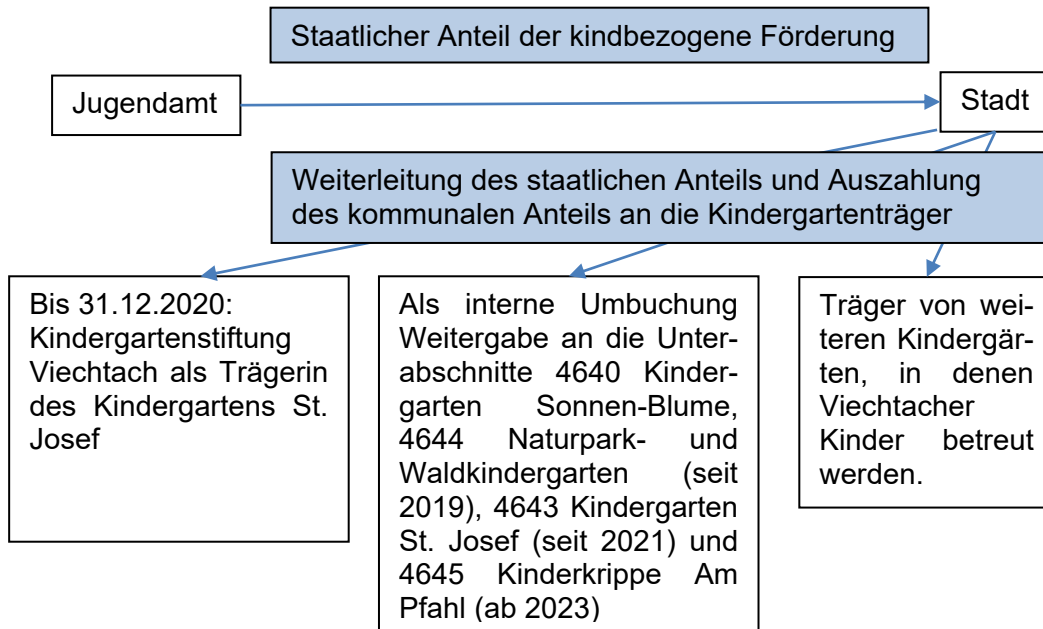 Staatlicher Anteil der kindbezogene Förderung
Jugendamt
Stadt
Weiterleitung des staatlichen Anteils und Auszahlung
des kommunalen Anteils an die Kindergartenträger
Bis 31.12.2020:
Kindergartenstiftung
Viechtach als Trägerin
des Kindergartens St.
Josef
Als interne Umbuchung
Weitergabe an die Unter-
abschnitte 4640 Kinder-
garten Sonnen-Blume,
4644 Naturpark- und
Waldkindergarten (seit
2019), 4643 Kindergarten
St. Josef (seit 2021) und
4645 Kinderkrippe Am
Pfahl (ab 2023)
Träger von wei-
teren Kindergär-
ten, in denen
Viechtacher
Kinder betreut
werden.